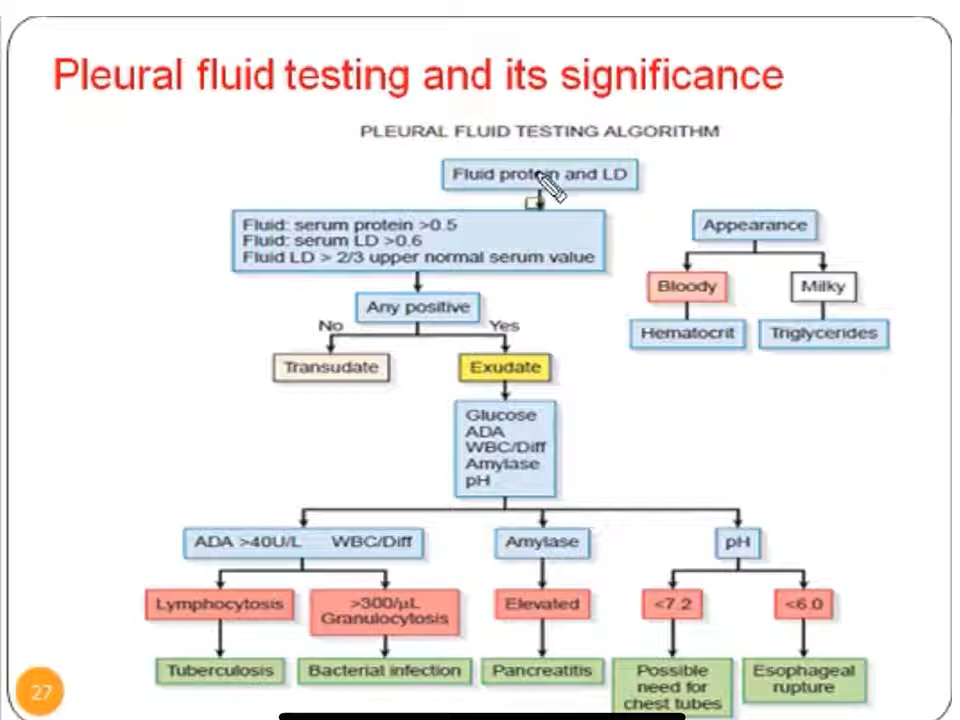 Pleural fluid testing and its significance
PLEURAL FLUID TESTING ALGORITHM
Fluid protein and LD
Fluid: serum protein >0.5
Fluid: serum LD >0.6
Fluid LD > 2/3 upper normal serum value
Appearance
Bloody
Milky
Hematocrit
Triglycerides
Any positive
No
Yes
Transudate
Exudate
Glucose
ADA
WBC/Diff
Amylase
pH
ADA >40U/L WBC/Diff
Amylase
pH
Lymphocytosis
>300/µL
Granulocytosis
Elevated
<7.2
<6.0
Tuberculosis
Bacterial infection
Pancreatitis
Possible
need for
chest tubes
Esophageal
rupture
27